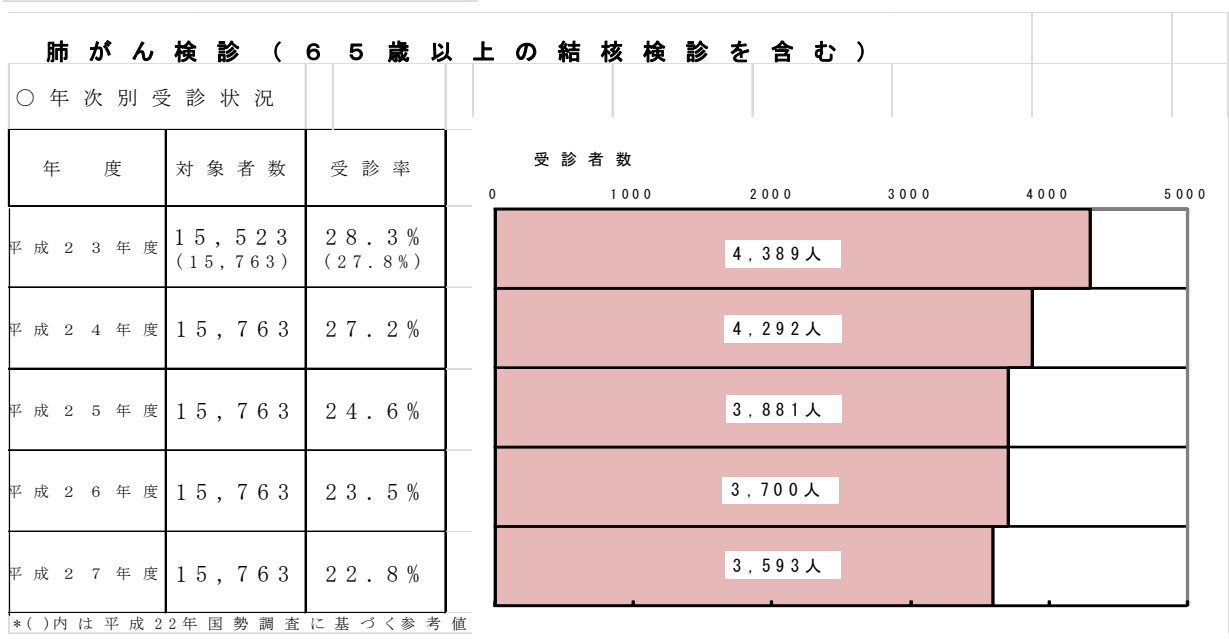 肺がん検診(65歳以上の結核検診を含む)
○年次別受診状況
年 度 対象者数 受診率
受診者数
0 1000 2000 3000 4000 5000
平成23年度 15,523 28.3% 4,389人
(15,763) (27.8%)
平成24年度 15,763 27.2% 4,292人
平成25年度 15,763 24.6% 3,881人
平成26年度 15,763 23.5% 3,700人
平成27年度 15,763 22.8% 3,593人
*( )内は平成22年国勢調査に基づく参考値